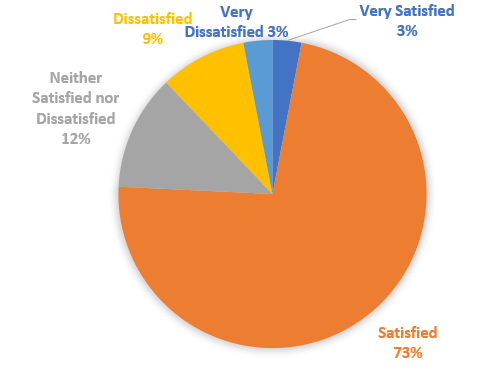 Very
Dissatisfied 3%
Very Satisfied
3%
Dissatisfied
9%
Neither
Satisfied nor
Dissatisfied
12%
Satisfied
73%